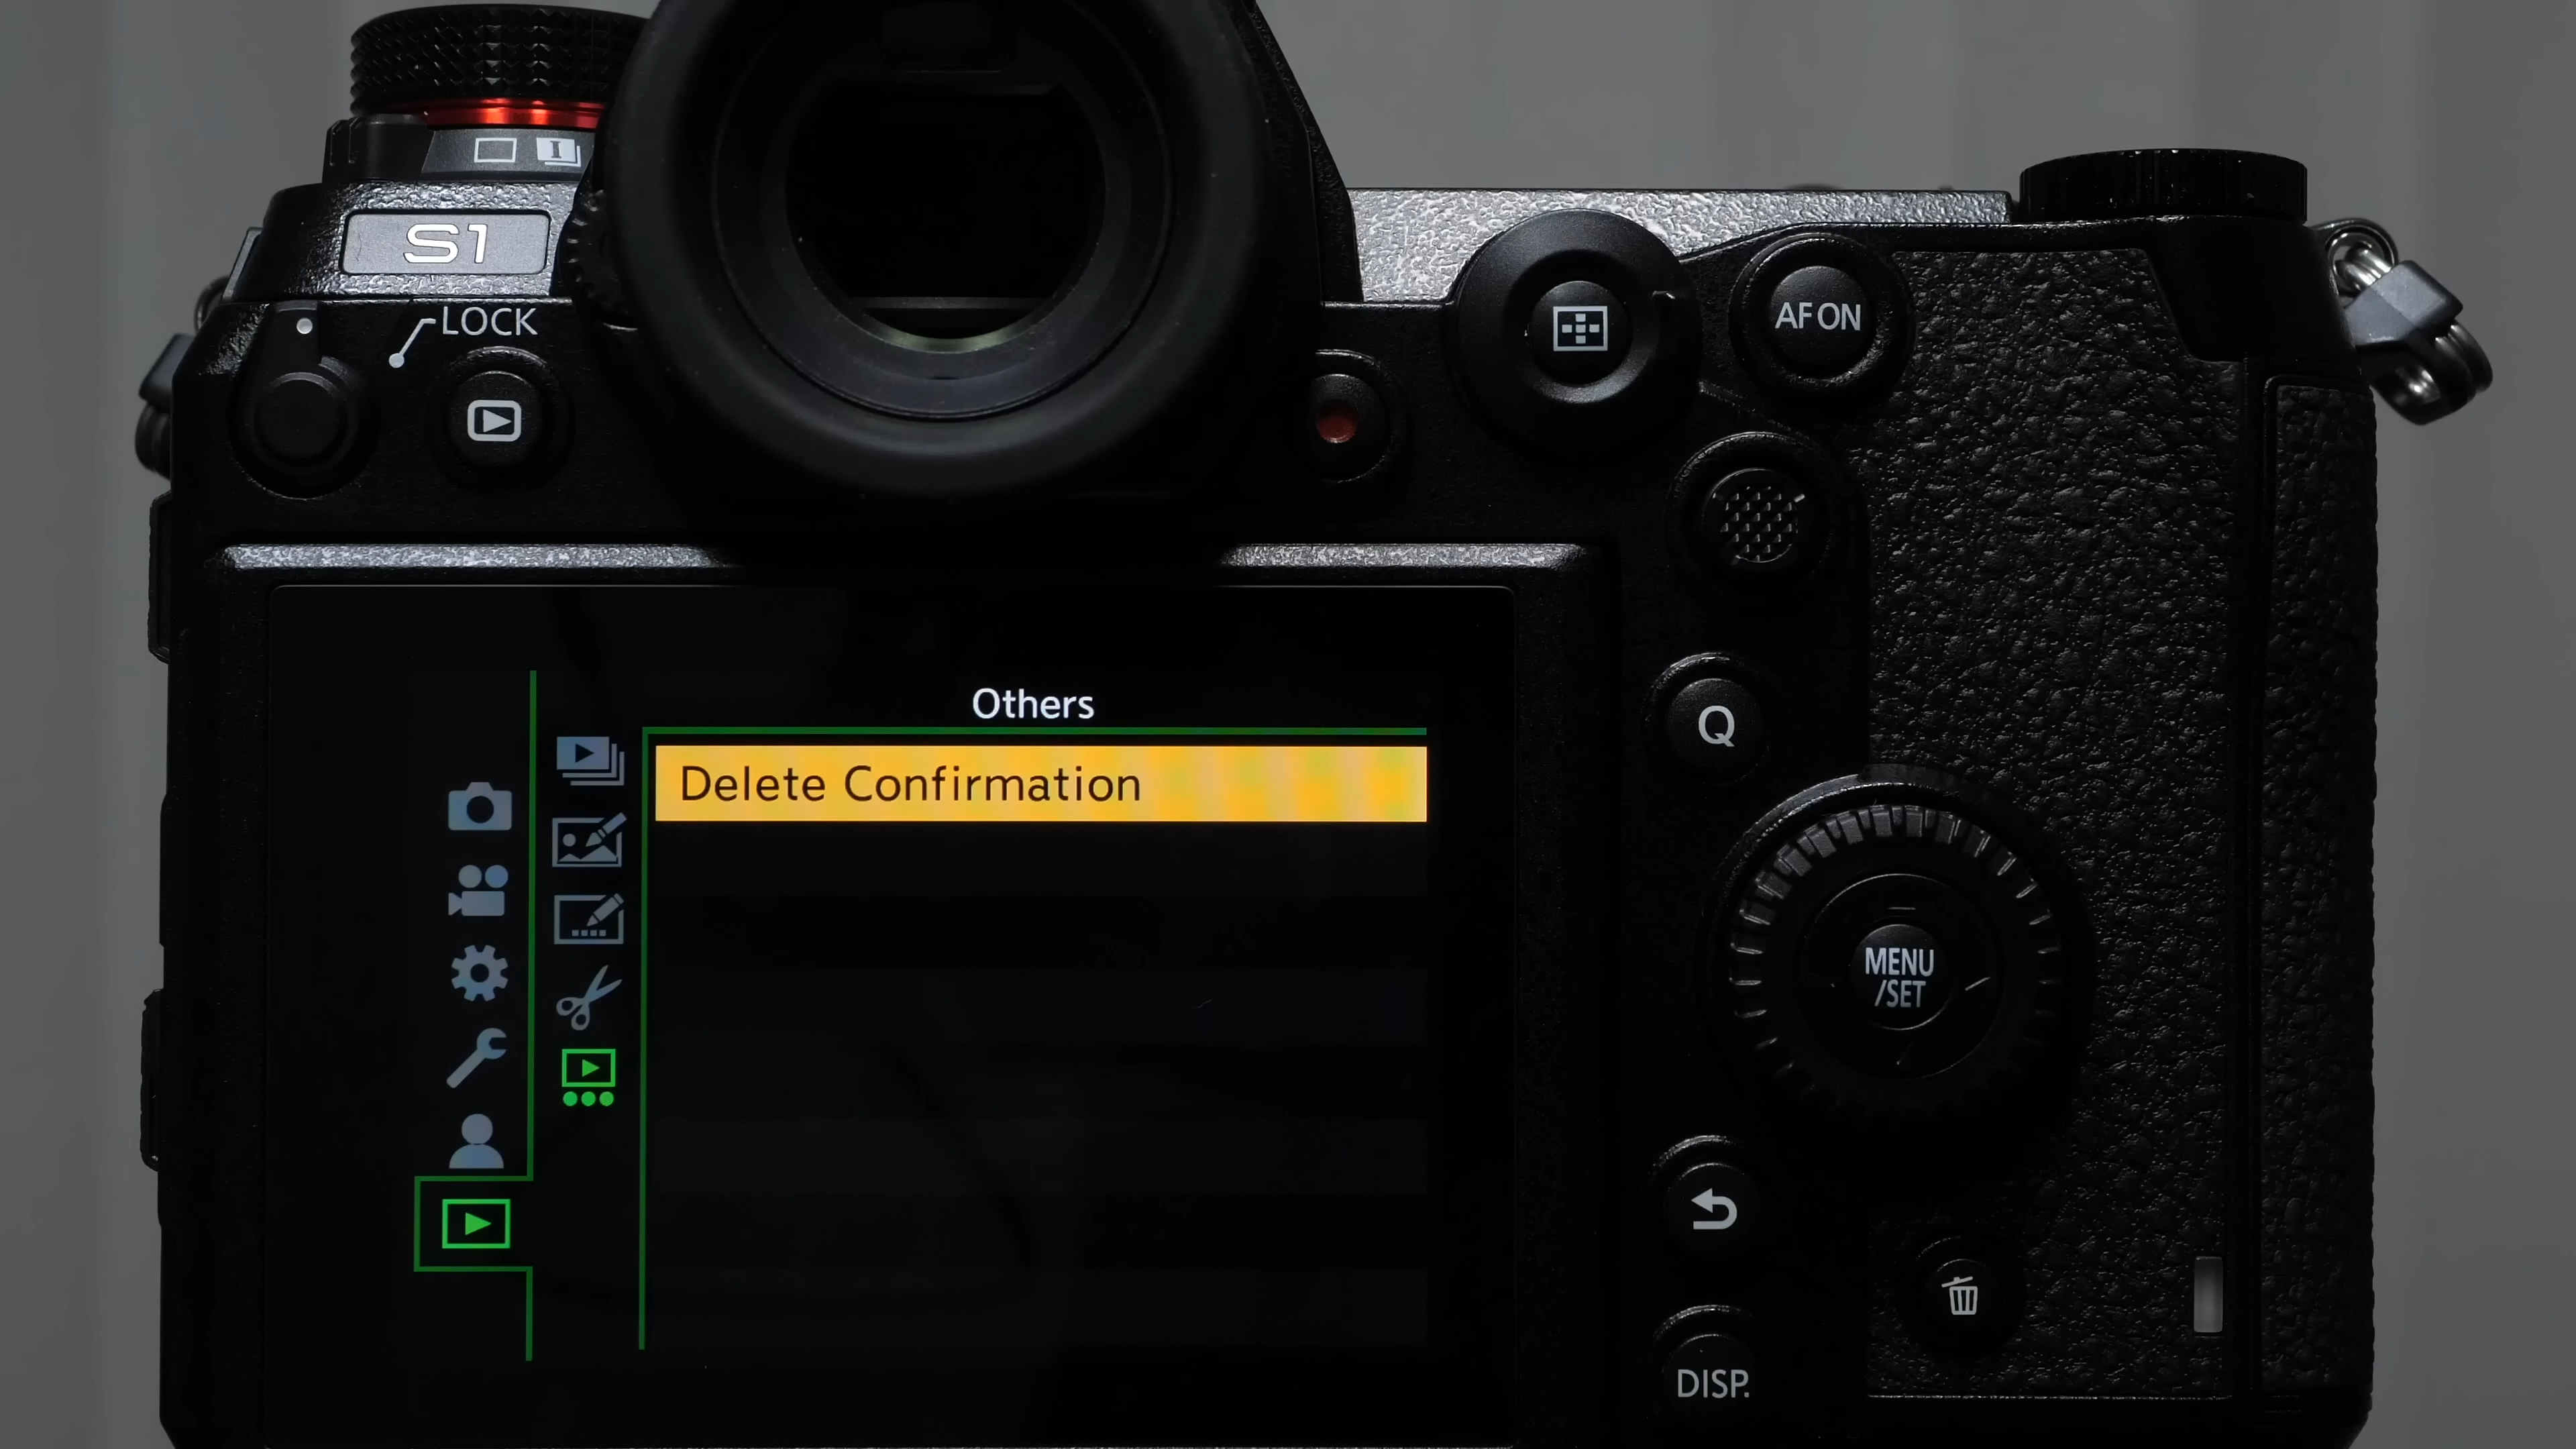 S1
LOCK
AF ON
Q
Others
Delete Confirmation
MENU
/SET
DISP.